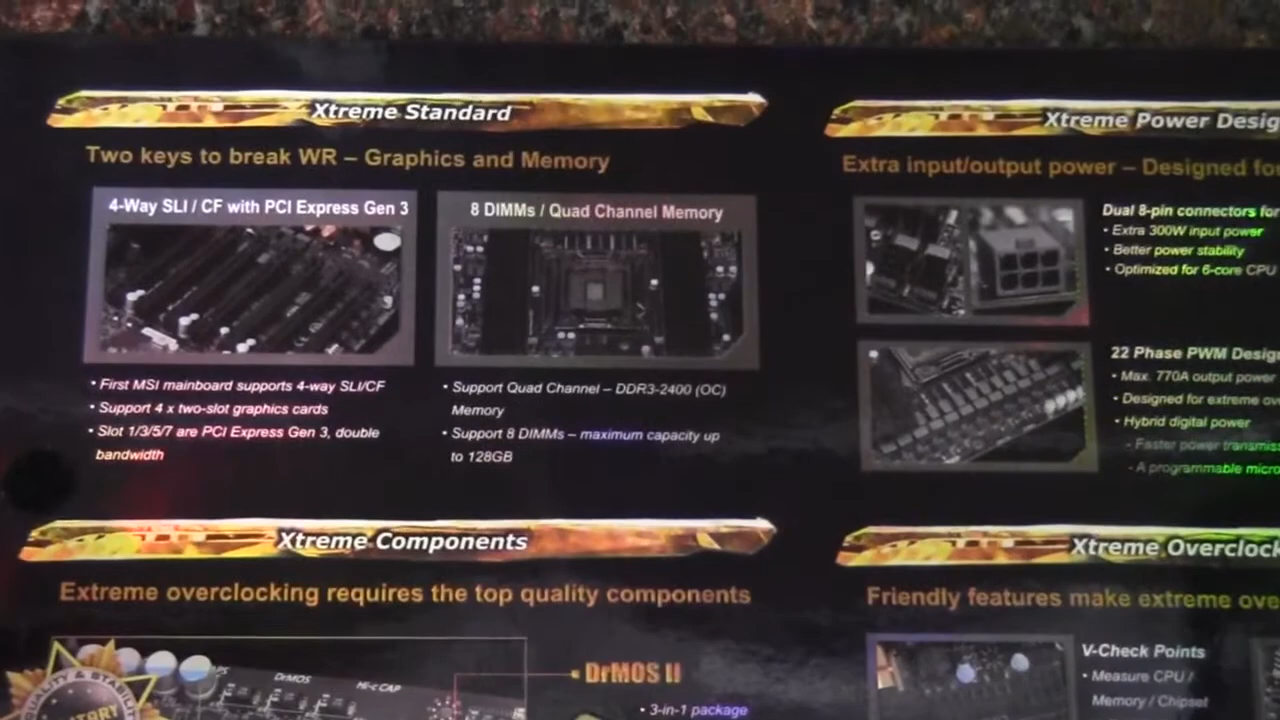 Xtreme Standard
Two keys to break WR – Graphics and Memory
4-Way SLI / CF with PCI Express Gen 3
• First MSI mainboard supports 4-way SLI/CF
• Support 4 x two-slot graphics cards
• Slot 1/3/5/7 are PCI Express Gen 3, double
bandwidth
8 DIMMs / Quad Channel Memory
• Support Quad Channel – DDR3-2400 (OC)
Memory
• Support 8 DIMMs – maximum capacity up
to 128GB
Xtreme Power Desig
Extra input/output power – Designed for
Dual 8-pin connectors for
• Extra 300W input power
• Better power stability
• Optimized for 6-core CPU
22 Phase PWM Desig
• Max. 770A output power
• Designed for extreme ov
• Hybrid digital power
- Faster power transmiss
- A programmable micro
Xtreme Components
Extreme overclocking requires the top quality components
DrMOS
Hi-c CAP
DrMOS II
• 3-in-1 package
Xtreme Overclock
Friendly features make extreme ove
V-Check Points
• Measure CPU /
Memory / Chipset